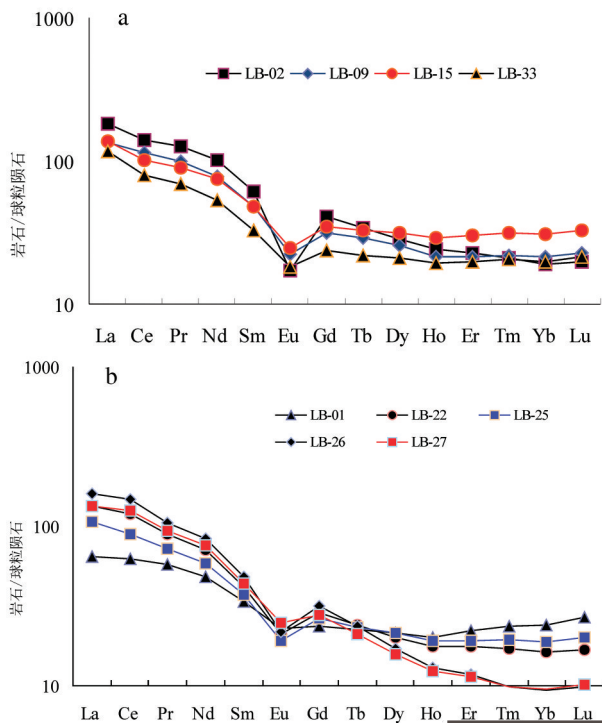 a
1000
LB-02 LB-09 LB-15 LB-33
100
岩石/球粒陨石
10
La Ce Pr Nd Sm Eu Gd Tb Dy Ho Er Tm Yb Lu
b
1000
LB-01 LB-22 LB-25
LB-26 LB-27
100
岩石/球粒陨石
10
La Ce Pr Nd Sm Eu Gd Tb Dy Ho Er Tm Yb Lu